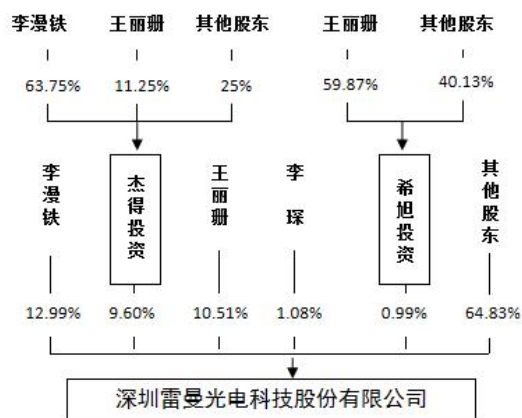 李漫铁 王丽珊 其他股东 王丽珊 其他股东
63.75% 11.25% 25% 59.87% 40.13%
李漫铁
杰得投资
王丽珊
李琛
希旭投资
其他股东
12.99% 9.60% 10.51% 1.08% 0.99% 64.83%
深圳雷曼光电科技股份有限公司